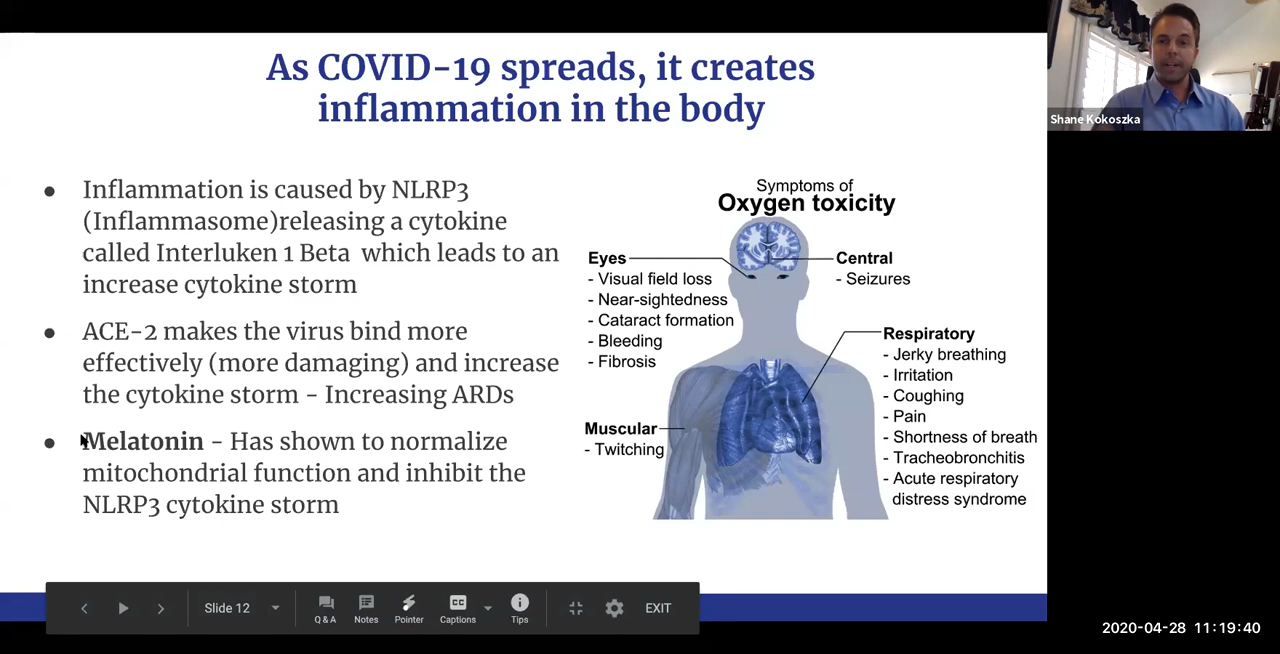 As COVID-19 spreads, it creates
inflammation in the body
Shane Kokoszka
● Inflammation is caused by NLRP3
(Inflammasome)releasing a cytokine
called Interluken 1 Beta which leads to an
increase cytokine storm
● ACE-2 makes the virus bind more
effectively (more damaging) and increase
the cytokine storm - Increasing ARDs
● Melatonin - Has shown to normalize
mitochondrial function and inhibit the
NLRP3 cytokine storm
Symptoms of
Oxygen toxicity
Eyes
- Visual field loss
- Near-sightedness
- Cataract formation
- Bleeding
- Fibrosis
Central
- Seizures
Respiratory
- Jerky breathing
- Irritation
- Coughing
- Pain
- Shortness of breath
- Tracheobronchitis
- Acute respiratory
distress syndrome
Muscular
- Twitching
Slide 12
Q & A
Notes
Pointer
CC
Captions
Tips
EXIT
2020-04-28 11:19:40